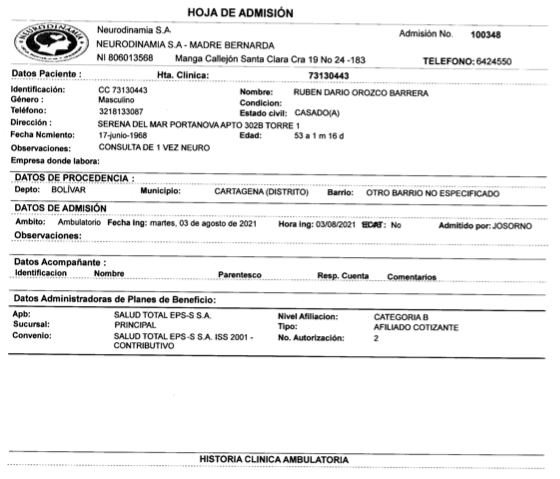 HOJA DE ADMISIÓN
NEURODINAMIA
Neurodinamia S.A
Admisión No. 100348
NEURODINAMIA S.A - MADRE BERNARDA
NI 806013568 Manga Callejón Santa Clara Cra 19 No 24 -183 TELEFONO: 6424550
Datos Paciente : Hta. Clinica: 73130443
Identificación: CC 73130443 Nombre: RUBEN DARIO OROZCO BARRERA
Género : Masculino Condicion:
Teléfono: 3218133087 Estado civil: CASADO(A)
Dirección : SERENA DEL MAR PORTANOVA APTO 302B TORRE 1
Fecha Ncmiento: 17-junio-1968 Edad: 53 a 1 m 16 d
Observaciones: CONSULTA DE 1 VEZ NEURO
Empresa donde labora:
DATOS DE PROCEDENCIA :
Depto: BOLÍVAR Municipio: CARTAGENA (DISTRITO) Barrio: OTRO BARRIO NO ESPECIFICADO
DATOS DE ADMISIÓN
Ambito: Ambulatorio Fecha Ing: martes, 03 de agosto de 2021 Hora Ing: 03/08/2021 : No Admitido por: JOSORNO
Observaciones:
Datos Acompañante :
Identificacion Nombre Parentesco Resp. Cuenta Comentarios
Datos Administradoras de Planes de Beneficio:
Apb: SALUD TOTAL EPS-S S.A. Nivel Afiliacion: CATEGORIA B
Sucursal: PRINCIPAL Tipo: AFILIADO COTIZANTE
Convenio: SALUD TOTAL EPS-S S.A. ISS 2001 - No. Autorización: 2
CONTRIBUTIVO
HISTORIA CLINICA AMBULATORIA